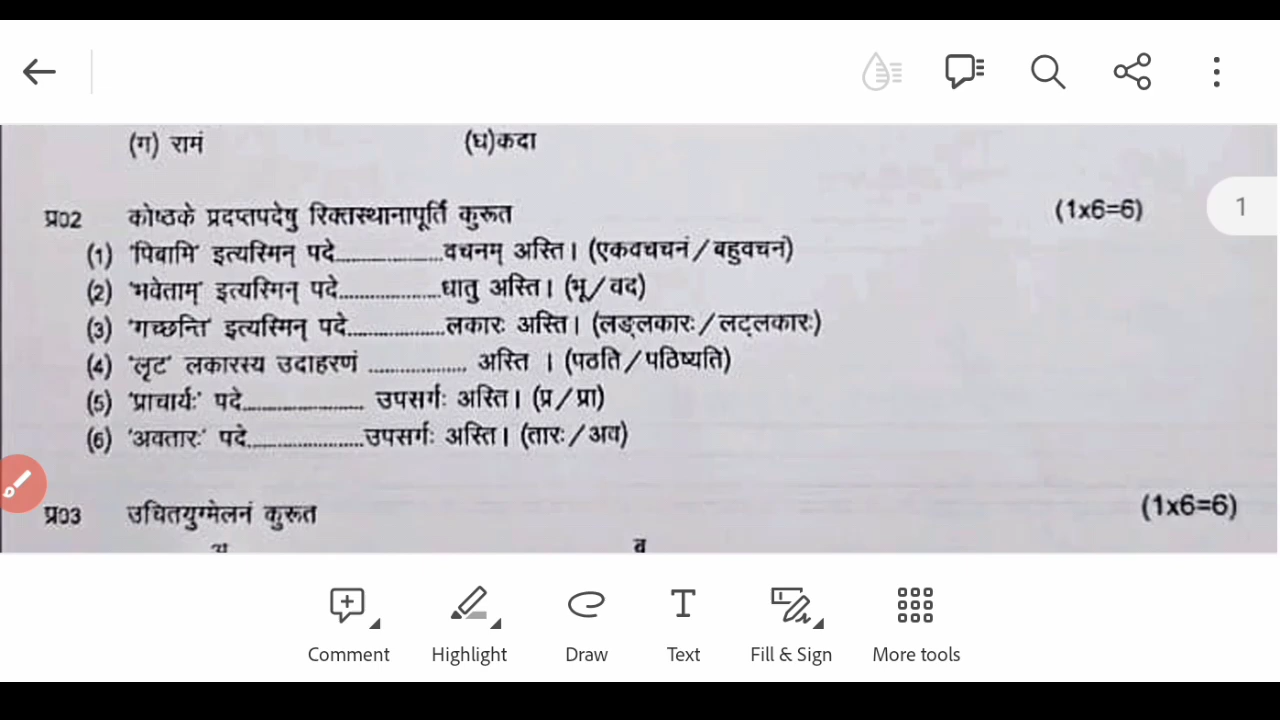 (ग) रामं (घ)कदा
1
प्र02 कोष्ठके प्रदप्तपदेषु रिक्तस्थानापूर्ति कुरूत (1x6=6)
(1) 'पिबामि' इत्यस्मिन् पदे....................वचनम् अस्ति। (एकवचचनं/बहुवचनं)
(2) 'भवेताम्' इत्यस्मिन् पदे...................धातु अस्ति। (भू/वद)
(3) 'गच्छन्ति' इत्यस्मिन् पदे..................लकारः अस्ति। (लङ्लकारः/लट्लकारः)
(4) 'लृट' लकारस्य उदाहरणं .................. अस्ति । (पठति/पठिष्यति)
(5) 'प्राचार्यः' पदे...................... उपसर्गः अस्ति। (प्र/प्रा)
(6) 'अवतारः' पदे......................उपसर्गः अस्ति। (तारः/अव)
प्र03 उचितयुग्मेलनं कुरूत (1x6=6)
ब
Comment Highlight Draw Text Fill & Sign More tools